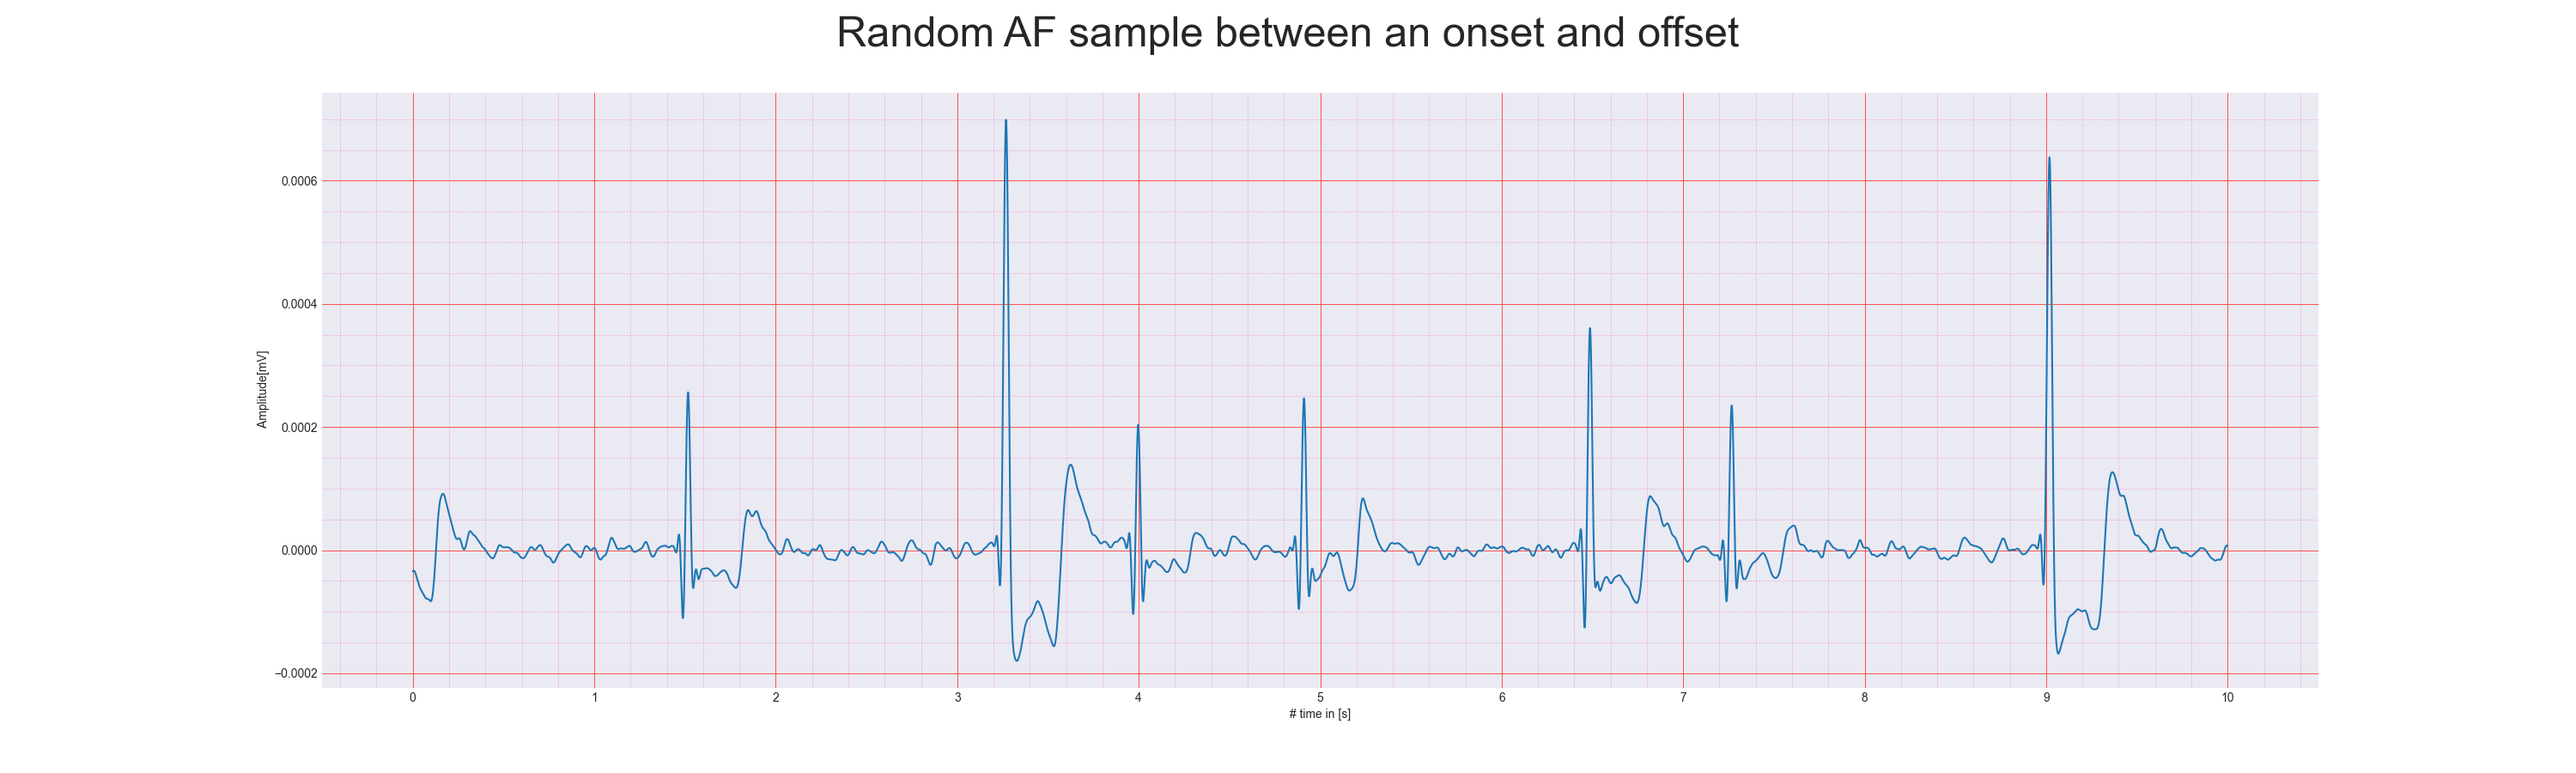 Random AF sample between an onset and offset
0.0006
0.0004
0.0002
0.0000
−0.0002
Amplitude[mV]
0 1 2 3 4 5 6 7 8 9 10
# time in [s]